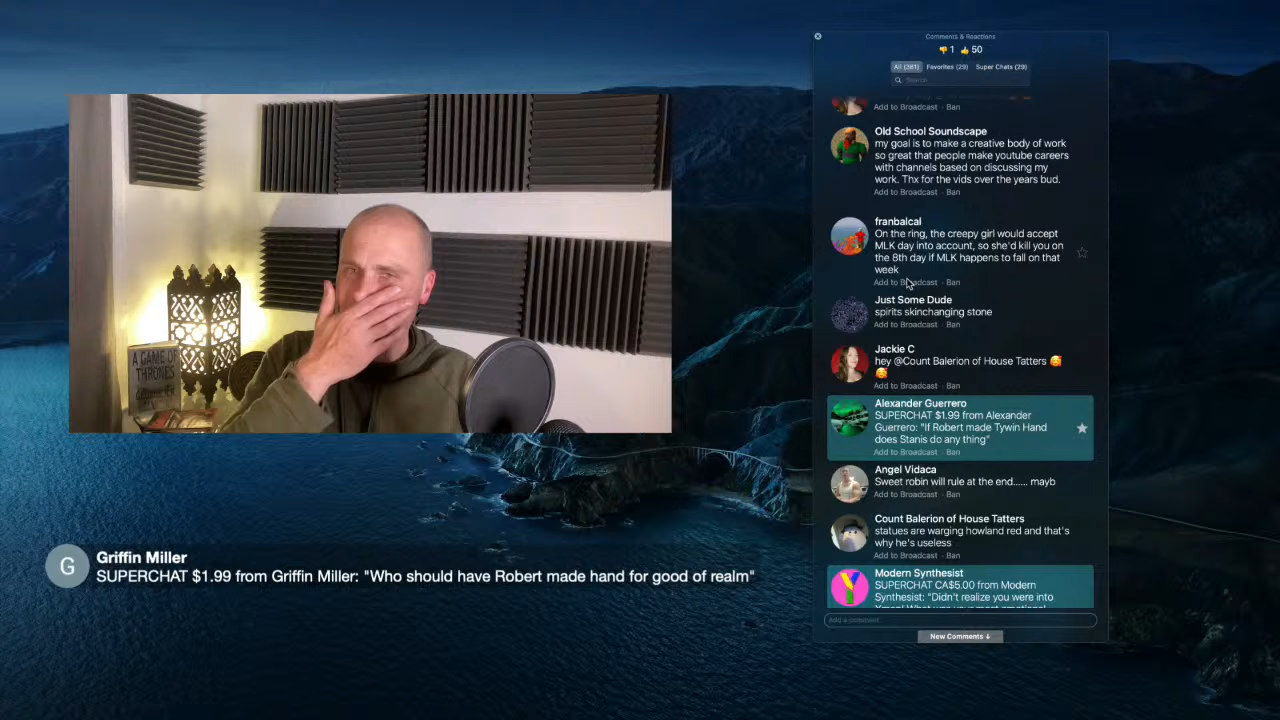 Comments & Reactions
👎 1 👍 50
All (381) Favorites (29) Super Chats (29)
Search
Add to Broadcast · Ban
Old School Soundscape
my goal is to make a creative body of work
so great that people make youtube careers
with channels based on discussing my
work. Thx for the vids over the years bud.
Add to Broadcast · Ban
franbalcal
On the ring, the creepy girl would accept
MLK day into account, so she'd kill you on
the 8th day if MLK happens to fall on that
week
Add to Broadcast · Ban
Just Some Dude
spirits skinchanging stone
Add to Broadcast · Ban
Jackie C
hey @Count Balerion of House Tatters 🥰
🥰
Add to Broadcast · Ban
Alexander Guerrero
SUPERCHAT $1.99 from Alexander
Guerrero: "If Robert made Tywin Hand
does Stanis do any thing"
Add to Broadcast · Ban
Angel Vidaca
Sweet robin will rule at the end...... mayb
Add to Broadcast · Ban
Count Balerion of House Tatters
statues are warging howland red and that's
why he's useless
Add to Broadcast · Ban
Modern Synthesist
SUPERCHAT CA$5.00 from Modern
Synthesist: "Didn't realize you were into
Add a comment
New Comments ↓
A GAME OF
THRONES
G
Griffin Miller
SUPERCHAT $1.99 from Griffin Miller: "Who should have Robert made hand for good of realm"